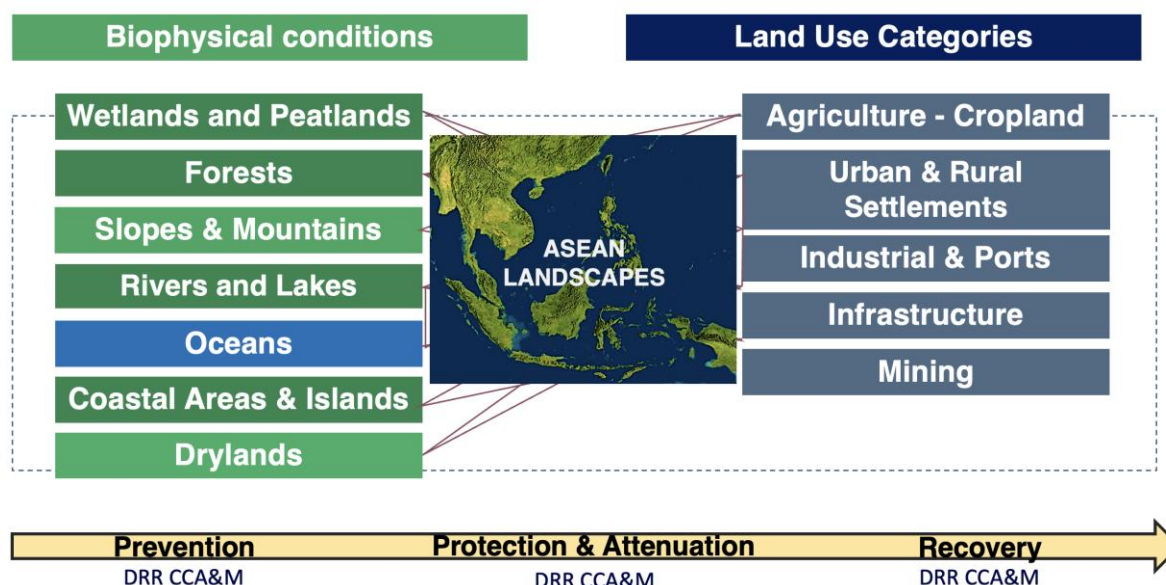 Biophysical conditions
Land Use Categories
Wetlands and Peatlands
Forests
Slopes & Mountains
Rivers and Lakes
Oceans
Coastal Areas & Islands
Drylands
ASEAN
LANDSCAPES
Agriculture - Cropland
Urban & Rural
Settlements
Industrial & Ports
Infrastructure
Mining
Prevention
Protection & Attenuation
Recovery
DRR CCA&M
DRR CCA&M
DRR CCA&M